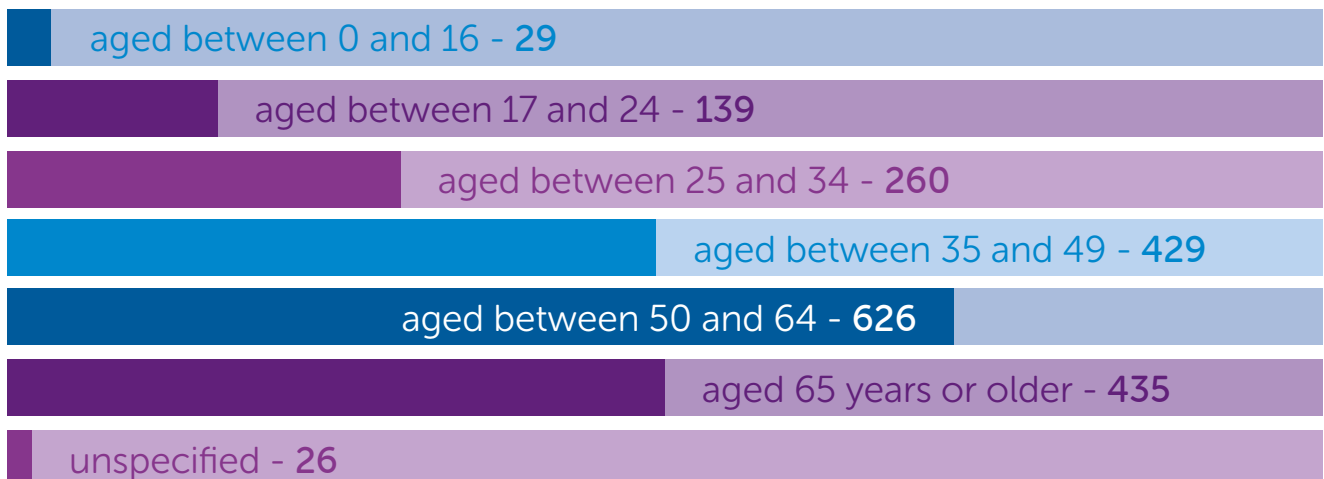 aged between 0 and 16 - 29
aged between 17 and 24 - 139
aged between 25 and 34 - 260
aged between 35 and 49 - 429
aged between 50 and 64 - 626
aged 65 years or older - 435
unspecified - 26